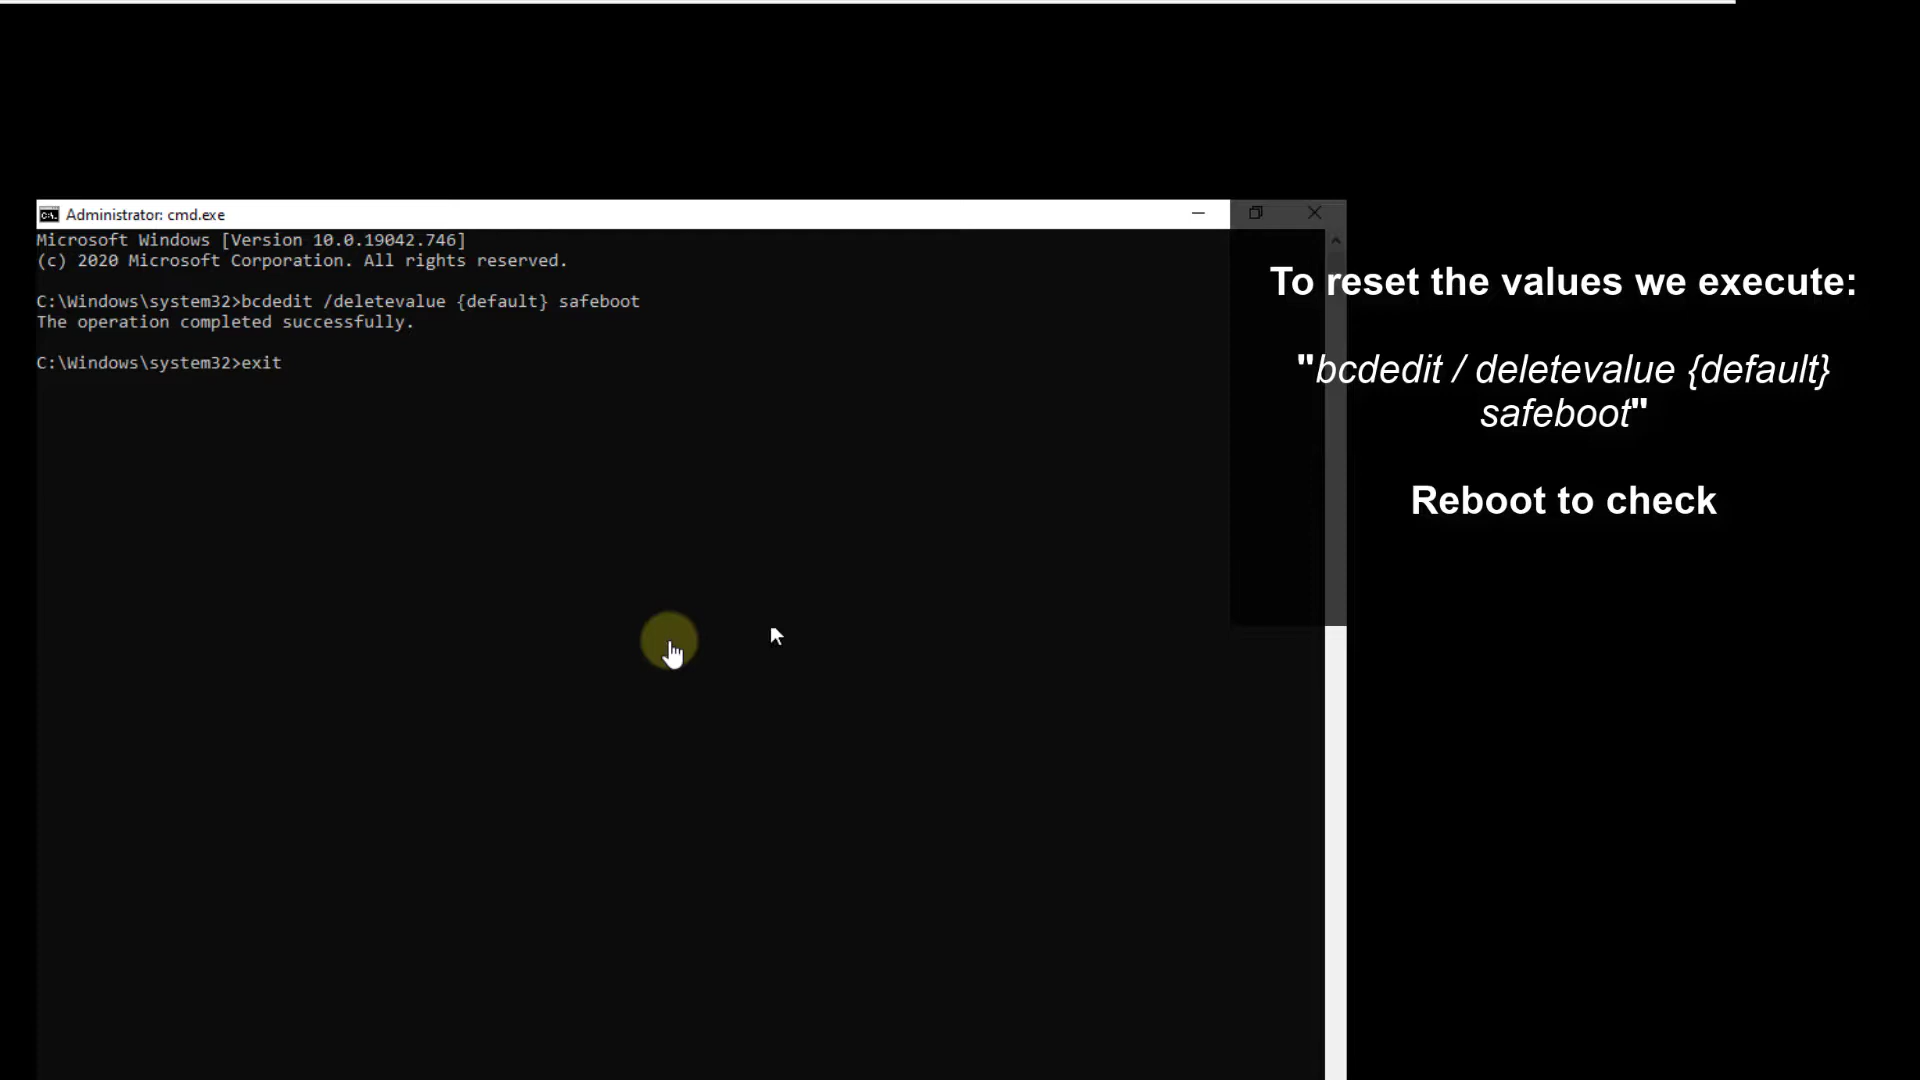 Administrator: cmd.exe
Microsoft Windows [Version 10.0.19042.746]
(c) 2020 Microsoft Corporation. All rights reserved.
C:\Windows\system32>bcdedit /deletevalue {default} safeboot
The operation completed successfully.
C:\Windows\system32>exit
To reset the values we execute:
"bcdedit / deletevalue {default}
safeboot"
Reboot to check